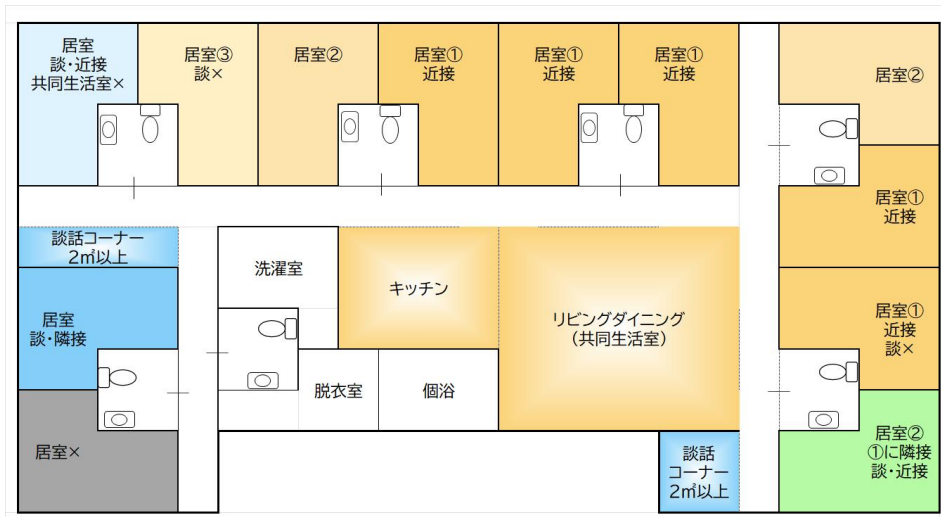 居室
談・近接
共同生活室×
居室③
談×
居室②
居室①
近接
居室①
近接
居室①
近接
居室②
居室①
近接
談話コーナー
2㎡以上
洗濯室
キッチン
リビングダイニング
（共同生活室）
居室①
近接
談×
居室
談・隣接
脱衣室
個浴
居室×
談話
コーナー
2㎡以上
居室②
①に隣接
談・近接